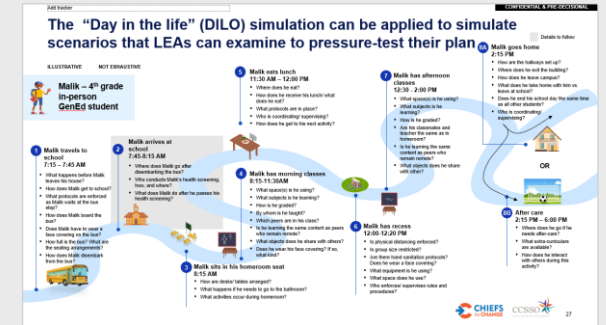 Add tracker
CONFIDENTIAL & PRE-DECISIONAL
The “Day in the life” (DILO) simulation can be applied to simulate
scenarios that LEAs can examine to pressure-test their plan
Details to follow
ILLUSTRATIVE NOT EXHAUSTIVE
Malik – 4th grade
in-person
GenEd student
1
Malik travels to
school
7:15 – 7:45 AM
• What happens before Malik
leaves his house?
• How does Malik get to school?
• What protocols are enforced
as Malik waits at the bus
stop?
• How does Malik board the
bus?
• Does Malik have to wear a
face covering on the bus?
• How full is the bus? What are
the seating arrangements?
• How does Malik disembark
from the bus?
2
Malik arrives at
school
7:45-8:15 AM
• Where does Malik go after
disembarking the bus?
• Who conducts Malik's health screening,
how, and where?
• What does Malik do after he passes his
health screening?
3
Malik sits in his homeroom seat
8:15 AM
• How are desks/ tables arranged?
• What happens if he needs to go to the bathroom?
• What activities occur during homeroom?
4
Malik has morning classes
8:15-11:30AM
• What space(s) is he using?
• What subjects is he learning?
• How is he graded?
• By whom is he taught?
• Which peers are in his class?
• Is he learning the same content as peers
who remain remote?
• What objects does he share with others?
• Does he wear his face covering? If so,
what kind?
5
Malik eats lunch
11:30 AM – 12:00 PM
• Where does he eat?
• How does he receive his lunch/ what
does he eat?
• What protocols are in place?
• Who is coordinating/ supervising?
• How does he get to his next activity?
6
Malik has recess
12:00-12:20 PM
• Is physical distancing enforced?
• Is group size restricted?
• Are there hand sanitation protocols?
Does he wear a face covering?
• What equipment is he using?
• What space does he use?
• Who enforces/ supervises rules and
procedures?
7
Malik has afternoon
classes
12:30 - 2:00 PM
• What space(s) is he using?
• What subjects is he
learning?
• How is he graded?
• Are his classmates and
teacher the same as in
homeroom?
• Is he learning the same
content as peers who
remain remote?
• What objects does he share
with other?
8A
Malik goes home
2:15 PM
• How are the hallways set up?
• Where does he exit the building?
• How does he leave campus?
• What does he take home with him vs
leave at school?
• Does he end his school day the same time
as all other students?
• Who is coordinating/
supervising?
OR
8B
After care
2:15 PM – 6:00 PM
• Where does he go if he
needs after-care?
• What extra-curriculars
are available?
• How does he interact
with others during this
activity?
CHIEFS
for CHANGE
CCSSO
27